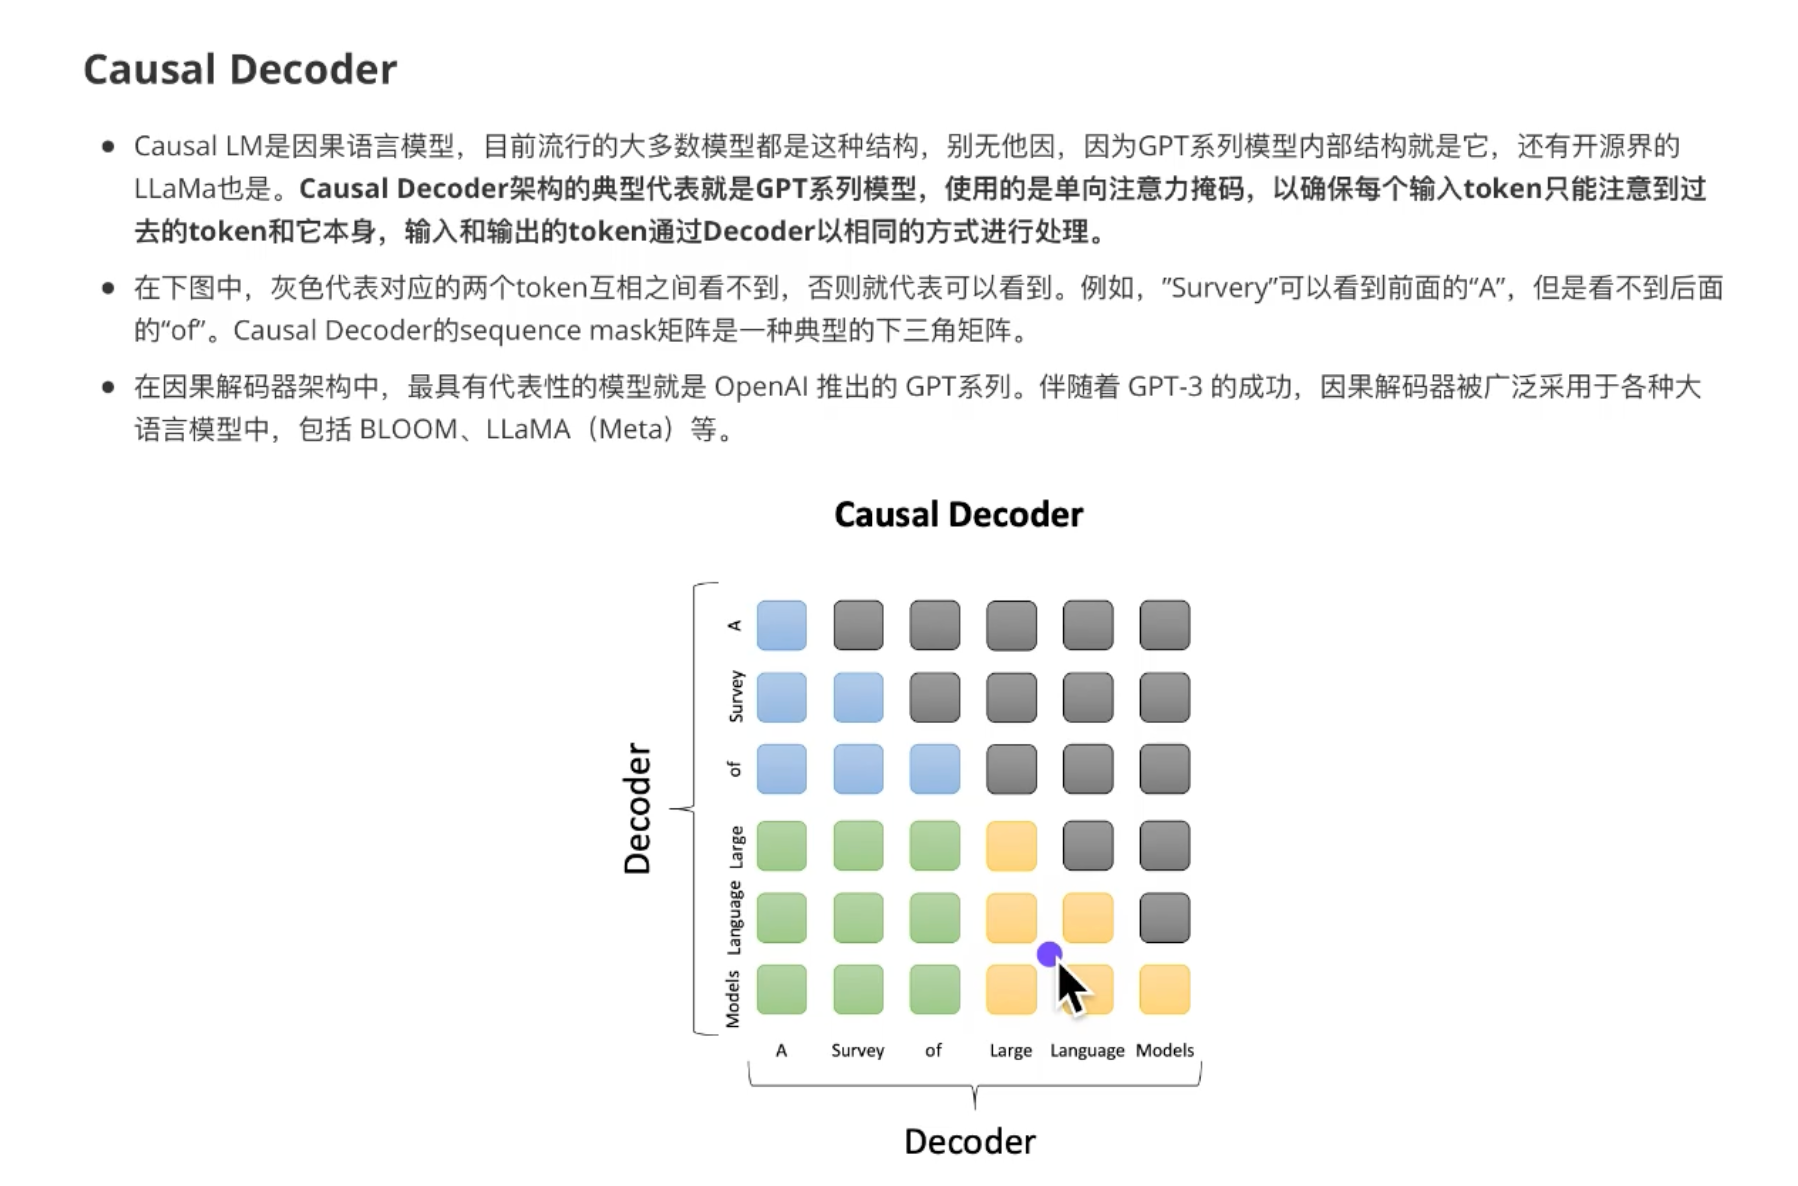 Causal Decoder
● Causal LM是因果语言模型，目前流行的大多数模型都是这种结构，别无他因，因为GPT系列模型内部结构就是它，还有开源界的
LLaMa也是。Causal Decoder架构的典型代表就是GPT系列模型，使用的是单向注意力掩码，以确保每个输入token只能注意到过
去的token和它本身，输入和输出的token通过Decoder以相同的方式进行处理。
● 在下图中，灰色代表对应的两个token互相之间看不到，否则就代表可以看到。例如，”Survery”可以看到前面的“A”，但是看不到后面
的“of”。Causal Decoder的sequence mask矩阵是一种典型的下三角矩阵。
● 在因果解码器架构中，最具有代表性的模型就是 OpenAI 推出的 GPT系列。伴随着 GPT-3 的成功，因果解码器被广泛采用于各种大
语言模型中，包括 BLOOM、LLaMA（Meta）等。
Causal Decoder
Decoder
A
Survey
of
Large
Language
Models
A Survey of Large Language Models
Decoder